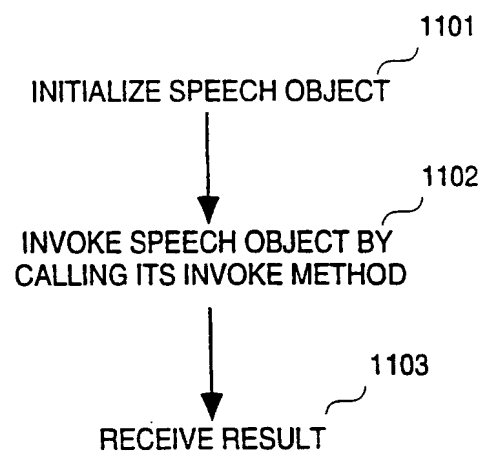 1101
INITIALIZE SPEECH OBJECT
1102
INVOKE SPEECH OBJECT BY
CALLING ITS INVOKE METHOD
1103
RECEIVE RESULT